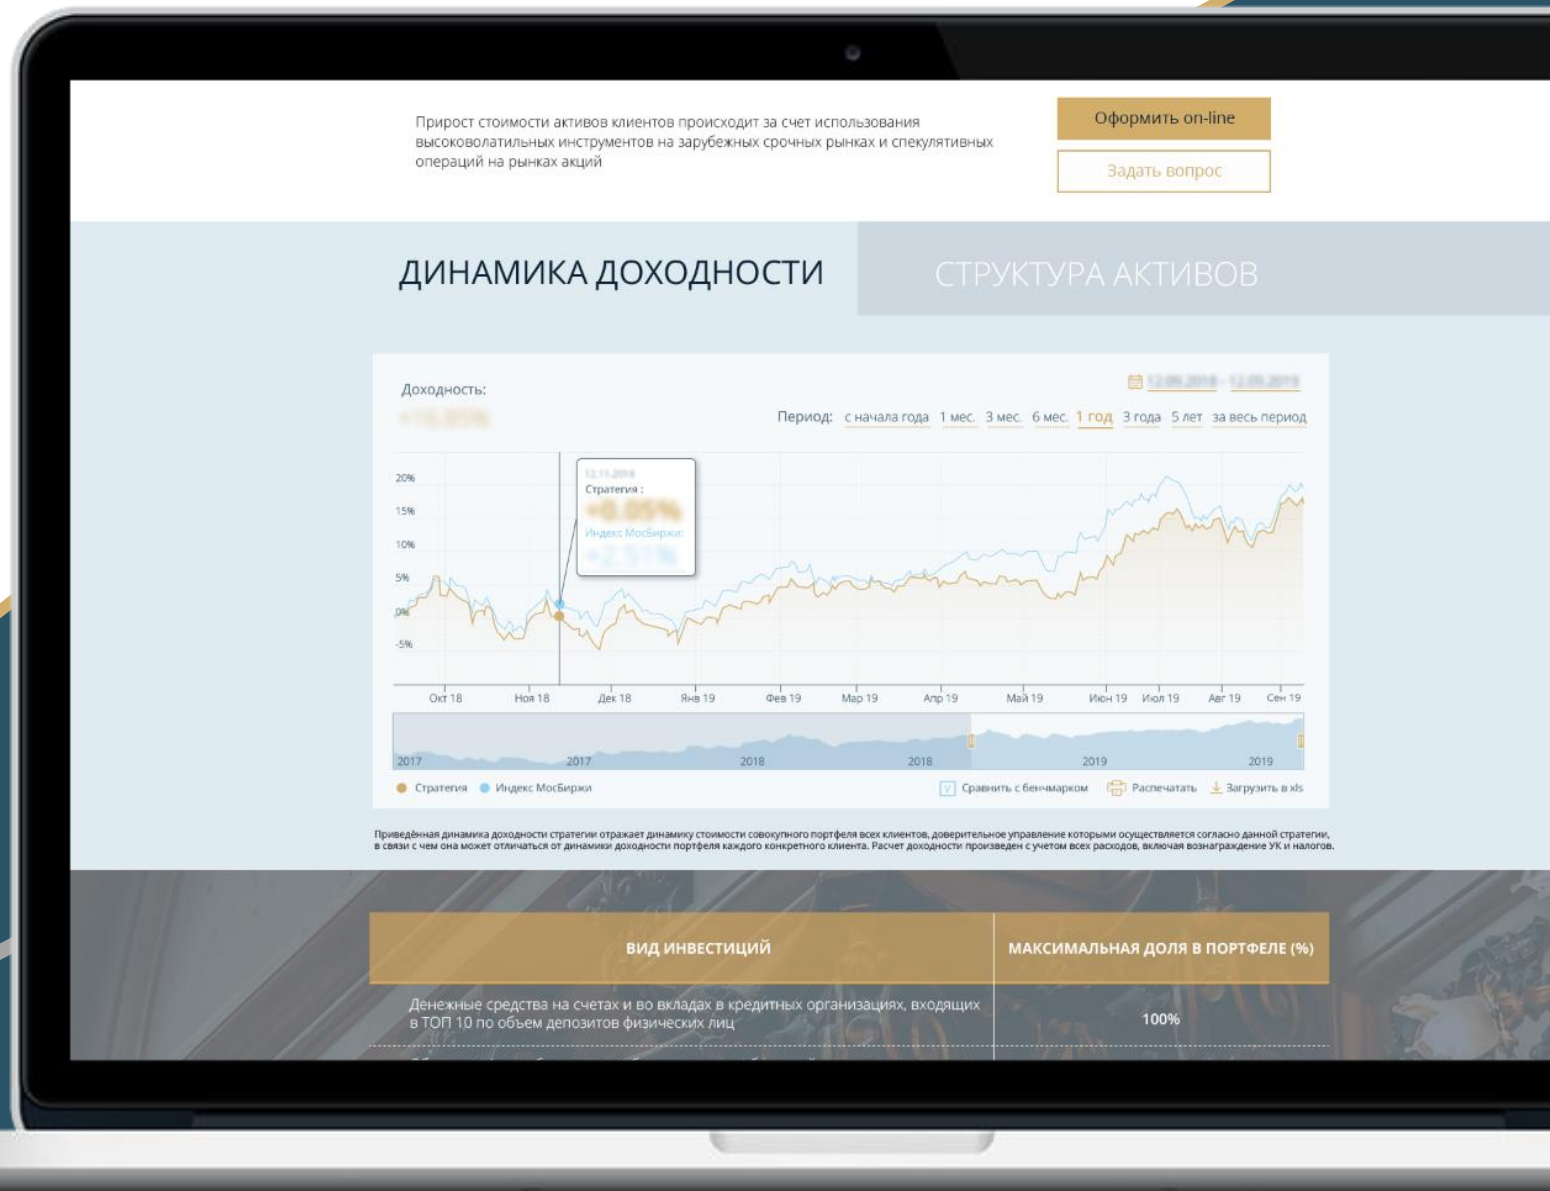 Прирост стоимости активов клиентов происходит за счет использования
высоковолатильных инструментов на зарубежных срочных рынках и спекулятивных
операций на рынках акций
Оформить on-line
Задать вопрос
ДИНАМИКА ДОХОДНОСТИ
СТРУКТУРА АКТИВОВ
Доходность:
Период: с начала года 1 мес. 3 мес. 6 мес. 1 год 3 года 5 лет за весь период
Стратегия :
Индекс МосБиржи:
20%
15%
10%
5%
0%
-5%
Окт 18 Ноя 18 Дек 18 Янв 19 Фев 19 Мар 19 Апр 19 Май 19 Июн 19 Июл 19 Авг 19 Сен 19
2017 2017 2018 2018 2019 2019
Стратегия Индекс МосБиржи
V Сравнить с бенчмарком Распечатать Загрузить в xls
Приведённая динамика доходности стратегии отражает динамику стоимости совокупного портфеля всех клиентов, доверительное управление которыми осуществляется согласно данной стратегии,
в связи с чем она может отличаться от динамики доходности портфеля каждого конкретного клиента. Расчет доходности произведен с учетом всех расходов, включая вознаграждение УК и налогов.
ВИД ИНВЕСТИЦИЙ
МАКСИМАЛЬНАЯ ДОЛЯ В ПОРТФЕЛЕ (%)
Денежные средства на счетах и во вкладах в кредитных организациях, входящих
в ТОП 10 по объем депозитов физических лиц
100%